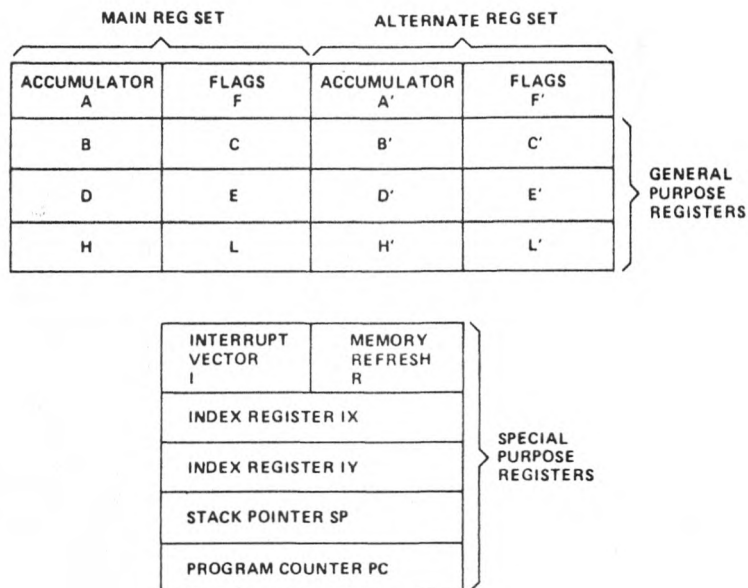 MAIN REG SET
ALTERNATE REG SET
ACCUMULATOR
A
FLAGS
F
ACCUMULATOR
A'
FLAGS
F'
B
C
B'
C'
D
E
D'
E'
H
L
H'
L'
GENERAL
PURPOSE
REGISTERS
INTERRUPT
VECTOR
I
MEMORY
REFRESH
R
INDEX REGISTER IX
INDEX REGISTER IY
STACK POINTER SP
PROGRAM COUNTER PC
SPECIAL
PURPOSE
REGISTERS